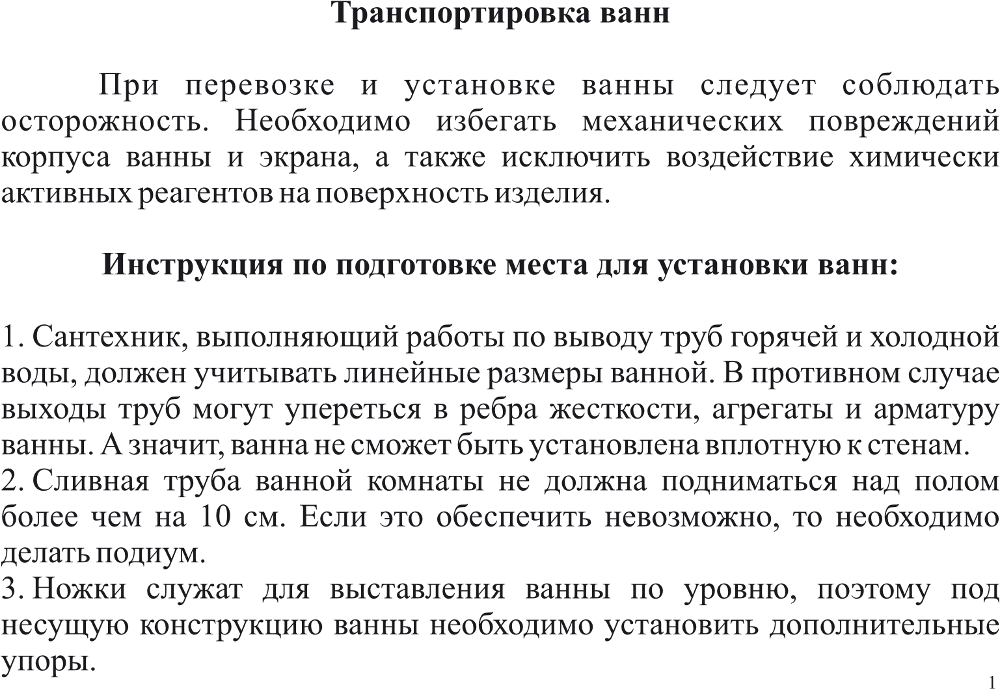 Транспортировка ванн
При перевозке и установке ванны следует соблюдать
осторожность. Необходимо избегать механических повреждений
корпуса ванны и экрана, а также исключить воздействие химически
активных реагентов на поверхность изделия.
Инструкция по подготовке места для установки ванн:
1. Сантехник, выполняющий работы по выводу труб горячей и холодной
воды, должен учитывать линейные размеры ванной. В противном случае
выходы труб могут упереться в ребра жесткости, агрегаты и арматуру
ванны. А значит, ванна не сможет быть установлена вплотную к стенам.
2. Сливная труба ванной комнаты не должна подниматься над полом
более чем на 10 см. Если это обеспечить невозможно, то необходимо
делать подиум.
3. Ножки служат для выставления ванны по уровню, поэтому под
несущую конструкцию ванны необходимо установить дополнительные
упоры.
1